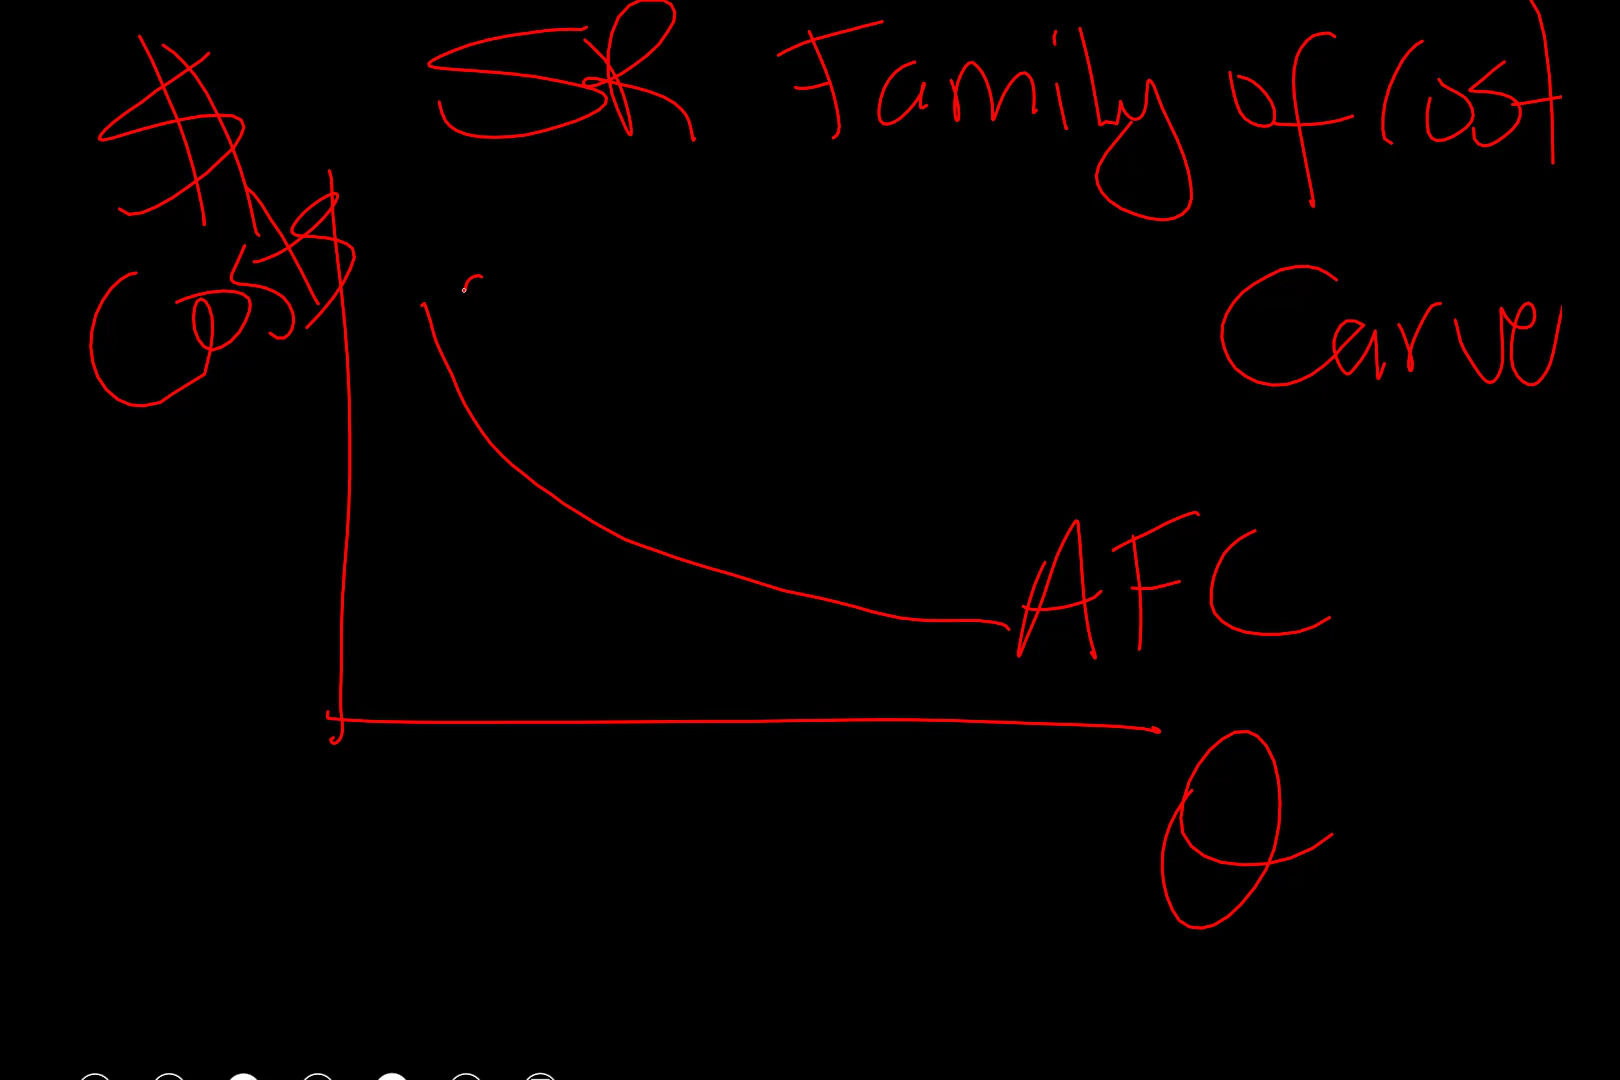 $ SR Family of Cost
Costs
Curve
AFC
Q